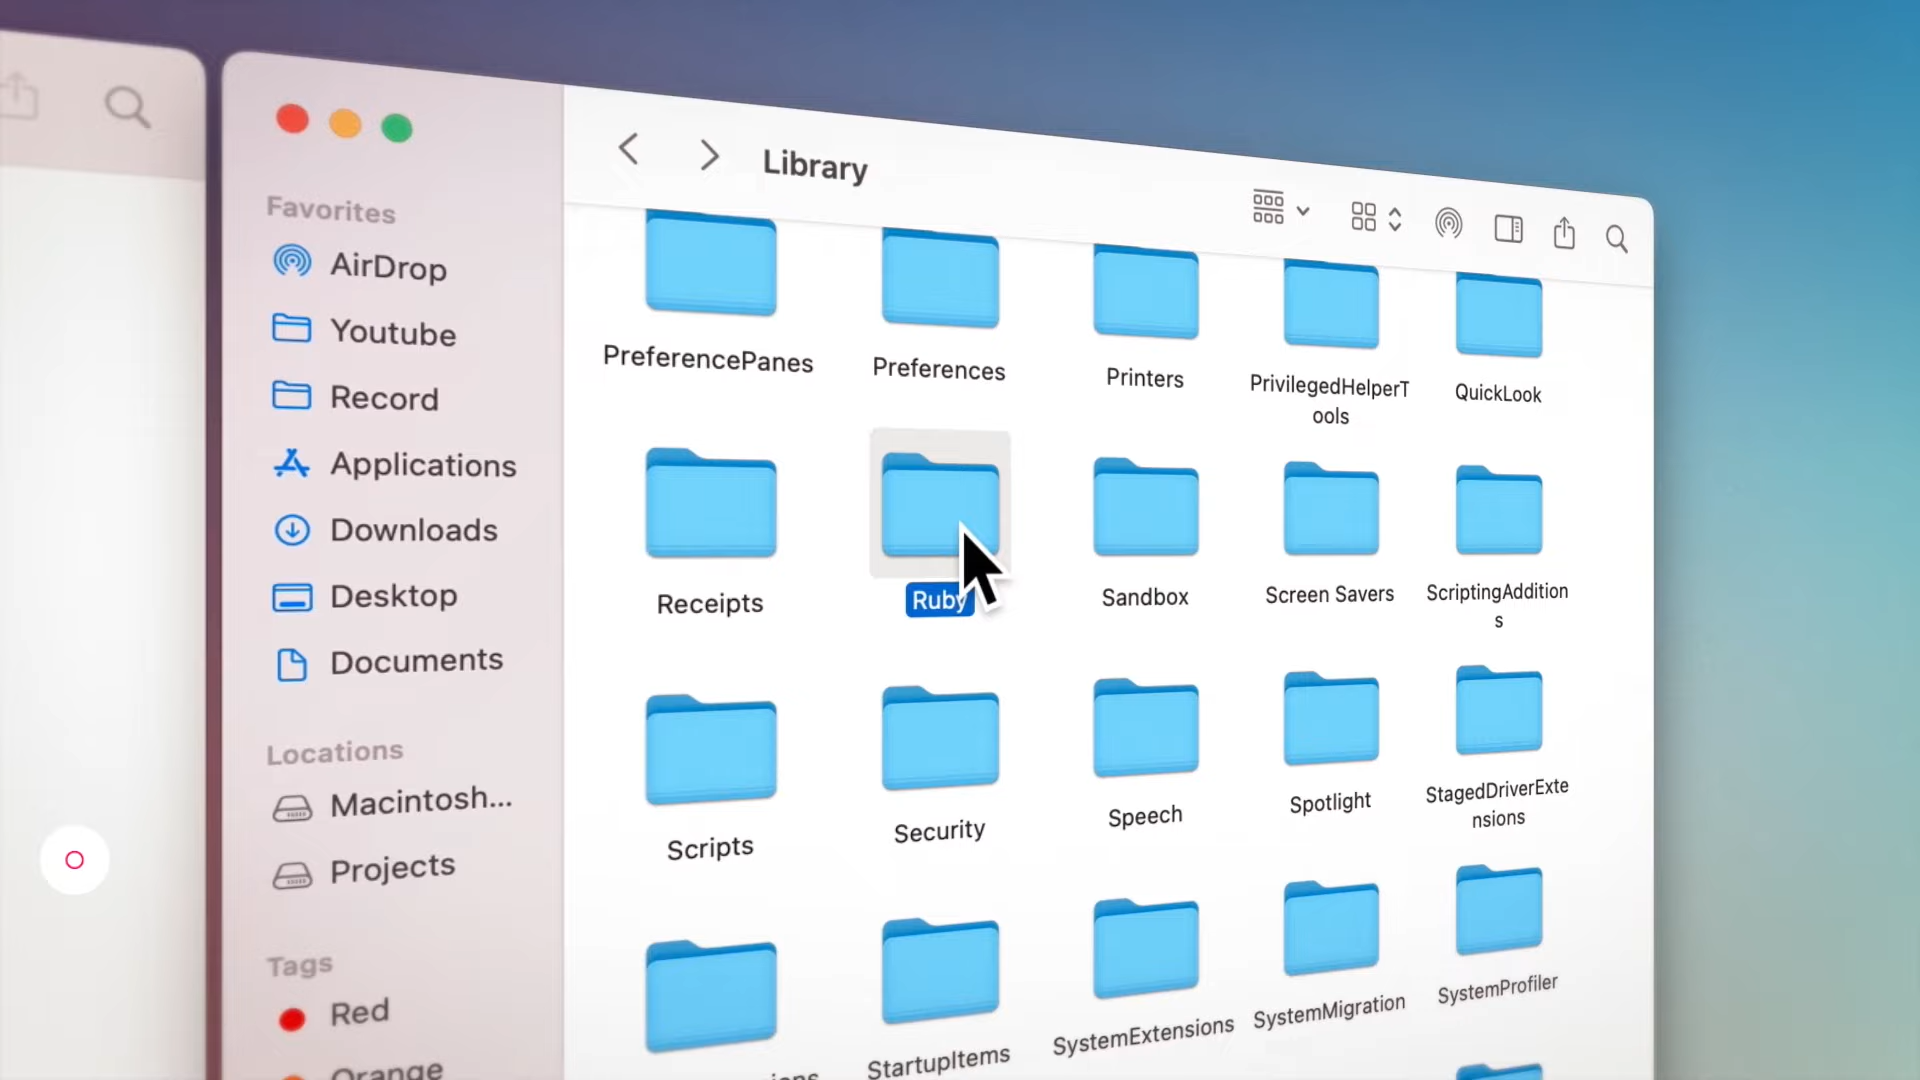 Library
Favorites
AirDrop
Youtube
Record
Applications
Downloads
Desktop
Documents
Locations
Macintosh...
Projects
Tags
Red
Orange
PreferencePanes
Preferences
Printers
PrivilegedHelperT
ools
QuickLook
Receipts
Ruby
Sandbox
Screen Savers
ScriptingAddition
s
Scripts
Security
Speech
Spotlight
StagedDriverExte
nsions
StartupItems
SystemExtensions
SystemMigration
SystemProfiler